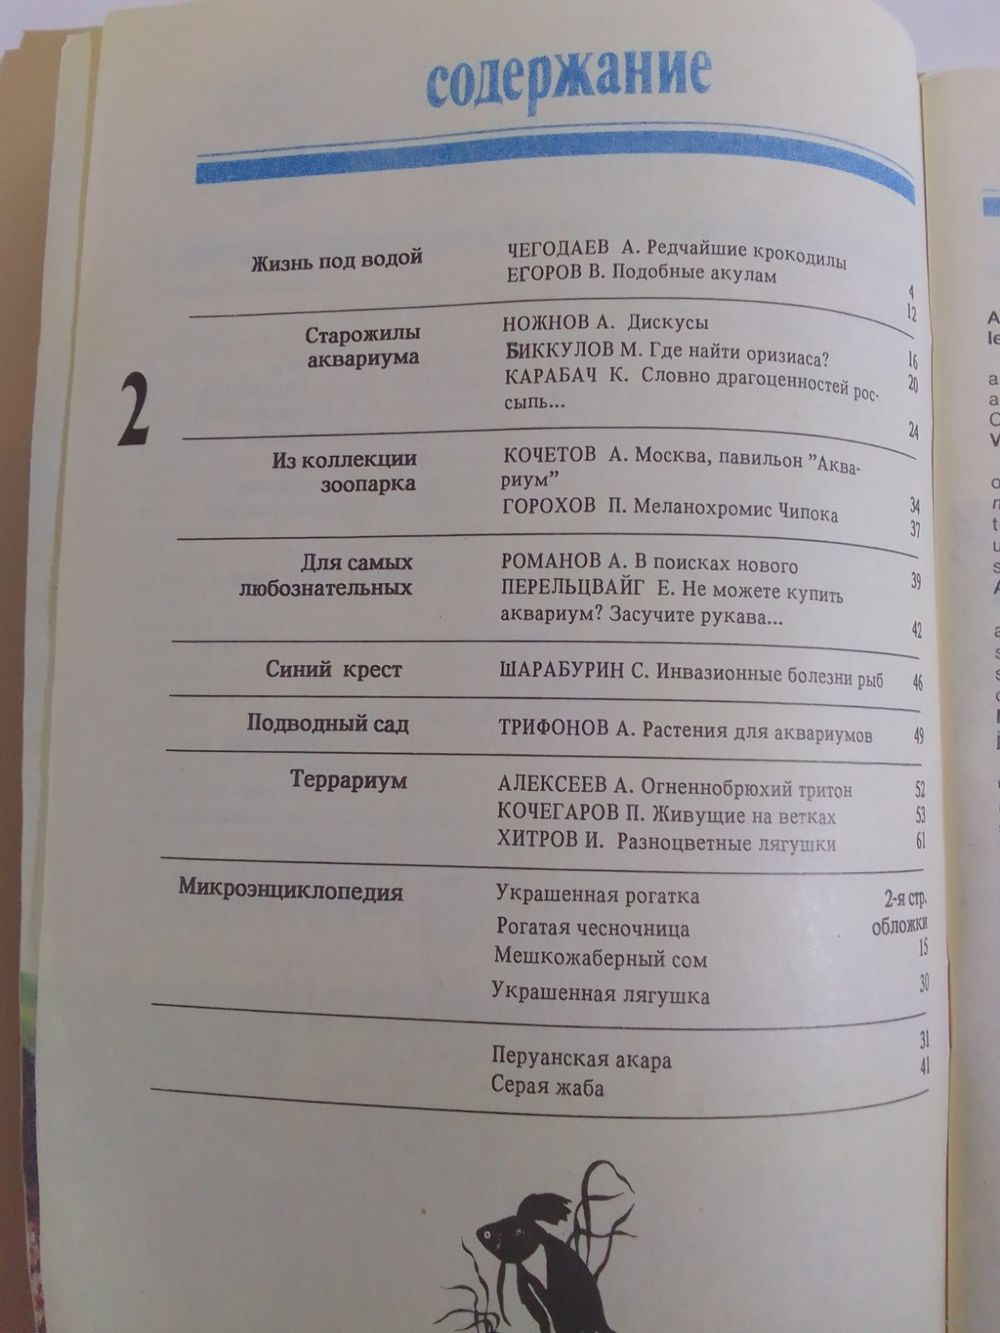 содержание
Жизнь под водой
ЧЕГОДАЕВ А. Редчайшие крокодилы 4
ЕГОРОВ В. Подобные акулам 12
Старожилы
аквариума
НОЖНОВ А. Дискусы 16
БИККУЛОВ М. Где найти оризиаса? 20
КАРАБАЧ К. Словно драгоценностей рос-
сыпь... 24
2
Из коллекции
зоопарка
КОЧЕТОВ А. Москва, павильон "Аква-
риум" 34
ГОРОХОВ П. Меланохромис Чипока 37
Для самых
любознательных
РОМАНОВ А. В поисках нового 39
ПЕРЕЛЬЦВАЙГ Е. Не можете купить
аквариум? Засучите рукава... 42
Синий крест
ШАРАБУРИН С. Инвазионные болезни рыб 46
Подводный сад
ТРИФОНОВ А. Растения для аквариумов 49
Террариум
АЛЕКСЕЕВ А. Огненнобрюхий тритон 52
КОЧЕГАРОВ П. Живущие на ветках 53
ХИТРОВ И. Разноцветные лягушки 61
Микроэнциклопедия
Украшенная рогатка 2-я стр.
обложки
Рогатая чесночница 15
Мешкожаберный сом 30
Украшенная лягушка 31
Перуанская акара 41
Серая жаба